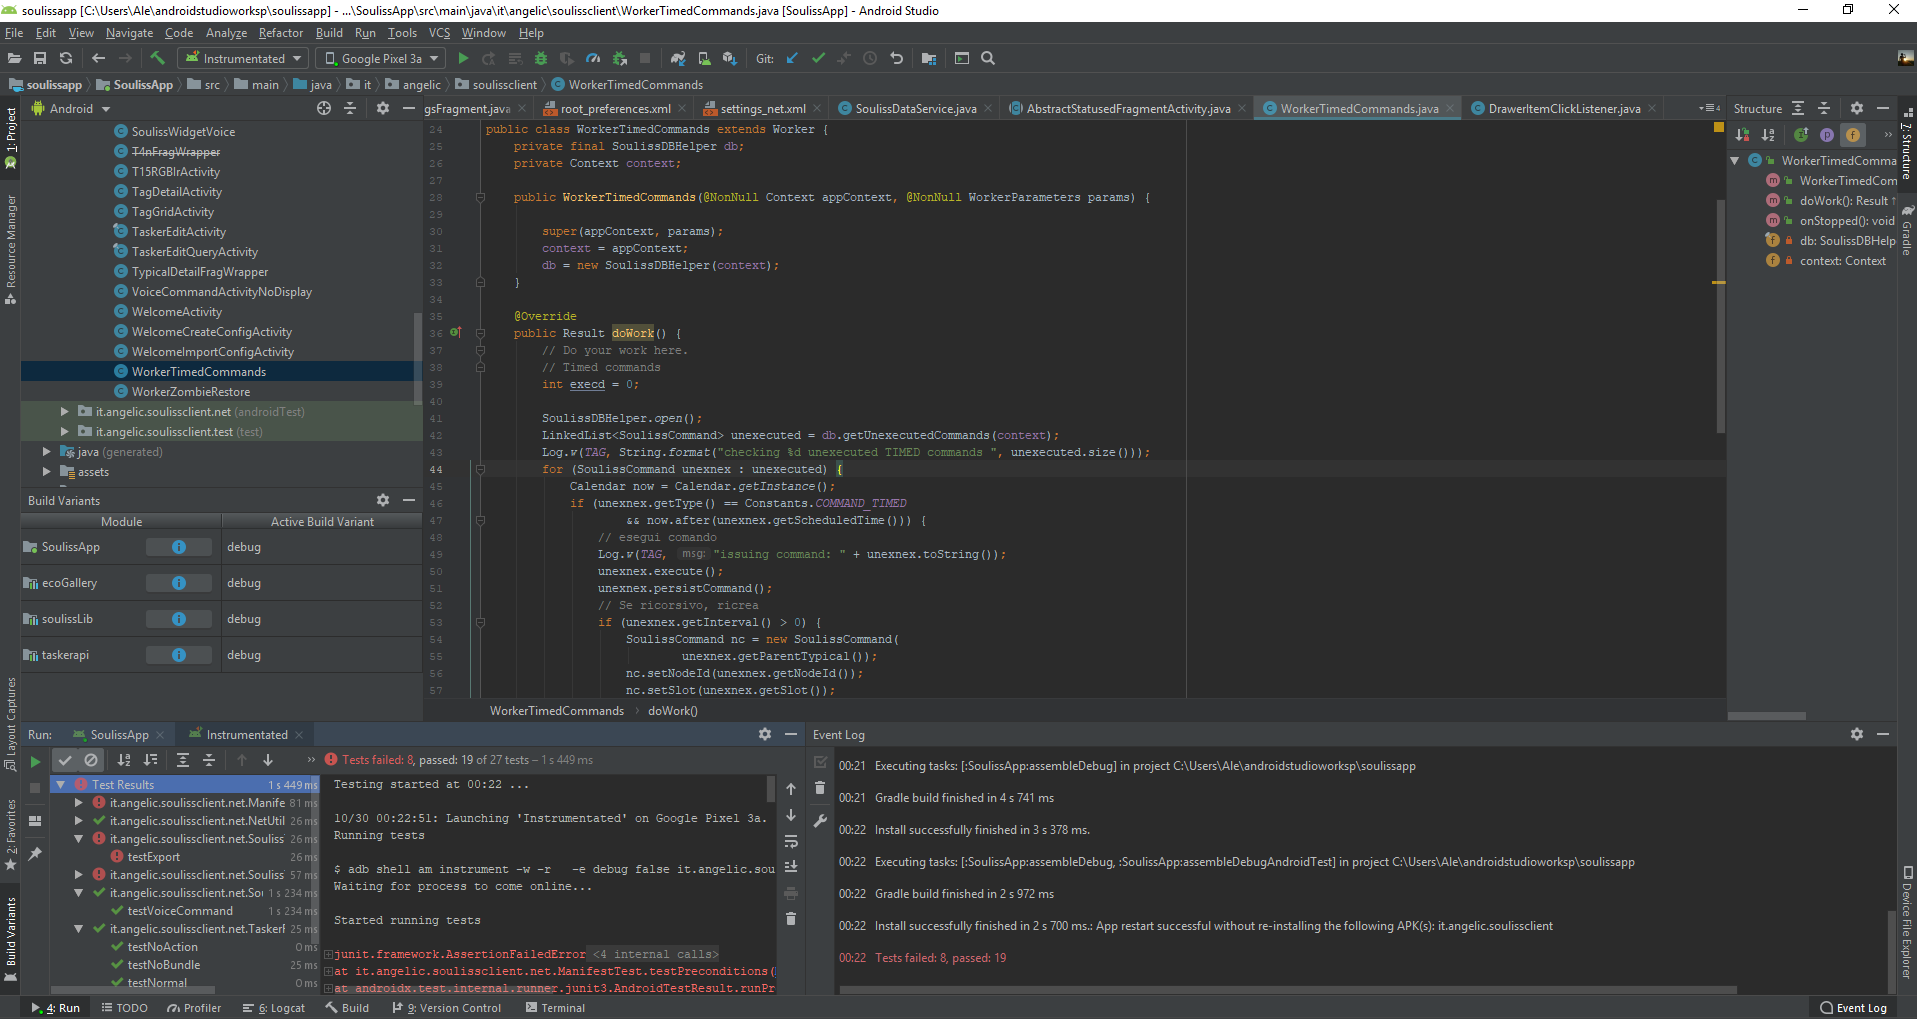 soulissapp [C:\Users\Ale\androidstudioworksp\soulissapp] - ...\SoulissApp\src\main\java\it\angelic\soulissclient\WorkerTimedCommands.java [SoulissApp] - Android Studio
File Edit View Navigate Code Analyze Refactor Build Run Tools VCS Window Help
Instrumentated Google Pixel 3a Git:
soulissapp SoulissApp src main java it angelic soulissclient WorkerTimedCommands
1: Project
Resource Manager
Layout Captures
2: Favorites
Build Variants
Android
SoulissWidgetVoice
T4nFragWrapper
T15RGBIrActivity
TagDetailActivity
TagGridActivity
TaskerEditActivity
TaskerEditQueryActivity
TypicalDetailFragWrapper
VoiceCommandActivityNoDisplay
WelcomeActivity
WelcomeCreateConfigActivity
WelcomeImportConfigActivity
WorkerTimedCommands
WorkerZombieRestore
it.angelic.soulissclient.net (androidTest)
it.angelic.soulissclient.test (test)
java (generated)
assets
Build Variants
Module Active Build Variant
SoulissApp debug
ecoGallery debug
soulissLib debug
taskerapi debug
gsFragment.java root_preferences.xml settings_net.xml SoulissDataService.java AbstractStatusedFragmentActivity.java WorkerTimedCommands.java DrawerItemClickListener.java 4
24 public class WorkerTimedCommands extends Worker {
25 private final SoulissDBHelper db;
26 private Context context;
27
28 public WorkerTimedCommands(@NonNull Context appContext, @NonNull WorkerParameters params) {
29
30 super(appContext, params);
31 context = appContext;
32 db = new SoulissDBHelper(context);
33 }
34
35 @Override
36 public Result doWork() {
37 // Do your work here.
38 // Timed commands
39 int execd = 0;
40
41 SoulissDBHelper.open();
42 LinkedList<SoulissCommand> unexecuted = db.getUnexecutedCommands(context);
43 Log.w(TAG, String.format("checking %d unexecuted TIMED commands ", unexecuted.size()));
44 for (SoulissCommand unexnex : unexecuted) {
45 Calendar now = Calendar.getInstance();
46 if (unexnex.getType() == Constants.COMMAND_TIMED
47 && now.after(unexnex.getScheduledTime())) {
48 // esegui comando
49 Log.w(TAG, msg: "issuing command: " + unexnex.toString());
50 unexnex.execute();
51 unexnex.persistCommand();
52 // Se ricorsivo, ricrea
53 if (unexnex.getInterval() > 0) {
54 SoulissCommand nc = new SoulissCommand(
55 unexnex.getParentTypical());
56 nc.setNodeId(unexnex.getNodeId());
57 nc.setSlot(unexnex.getSlot());
WorkerTimedCommands doWork()
Structure
WorkerTimedComma
WorkerTimedCom
doWork(): Result
onStopped(): void
db: SoulissDBHelp
context: Context
7: Structure
Gradle
Device File Explorer
Run: SoulissApp Instrumentated
Tests failed: 8, passed: 19 of 27 tests – 1 s 449 ms
Test Results 1 s 449 ms
it.angelic.soulissclient.net.Manife 81 ms
it.angelic.soulissclient.net.NetUtil 26 ms
it.angelic.soulissclient.net.Souliss 26 ms
testExport 26 ms
it.angelic.soulissclient.net.Souliss 57 ms
it.angelic.soulissclient.net.Sou 1 s 234 ms
testVoiceCommand 1 s 234 ms
it.angelic.soulissclient.net.Taskerl 25 ms
testNoAction 0 ms
testNoBundle 25 ms
testNormal 0 ms
Testing started at 00:22 ...
10/30 00:22:51: Launching 'Instrumentated' on Google Pixel 3a.
Running tests
$ adb shell am instrument -w -r -e debug false it.angelic.sou
Waiting for process to come online...
Started running tests
junit.framework.AssertionFailedError <4 internal calls>
at it.angelic.soulissclient.net.ManifestTest.testPreconditions(
at androidx.test.internal.runner.junit3.AndroidTestResult.runPr
Event Log
00:21 Executing tasks: [:SoulissApp:assembleDebug] in project C:\Users\Ale\androidstudioworksp\soulissapp
00:21 Gradle build finished in 4 s 741 ms
00:22 Install successfully finished in 3 s 378 ms.
00:22 Executing tasks: [:SoulissApp:assembleDebug, :SoulissApp:assembleDebugAndroidTest] in project C:\Users\Ale\androidstudioworksp\soulissapp
00:22 Gradle build finished in 2 s 972 ms
00:22 Install successfully finished in 2 s 700 ms.: App restart successful without re-installing the following APK(s): it.angelic.soulissclient
00:22 Tests failed: 8, passed: 19
4: Run TODO Profiler 6: Logcat Build 9: Version Control Terminal Event Log